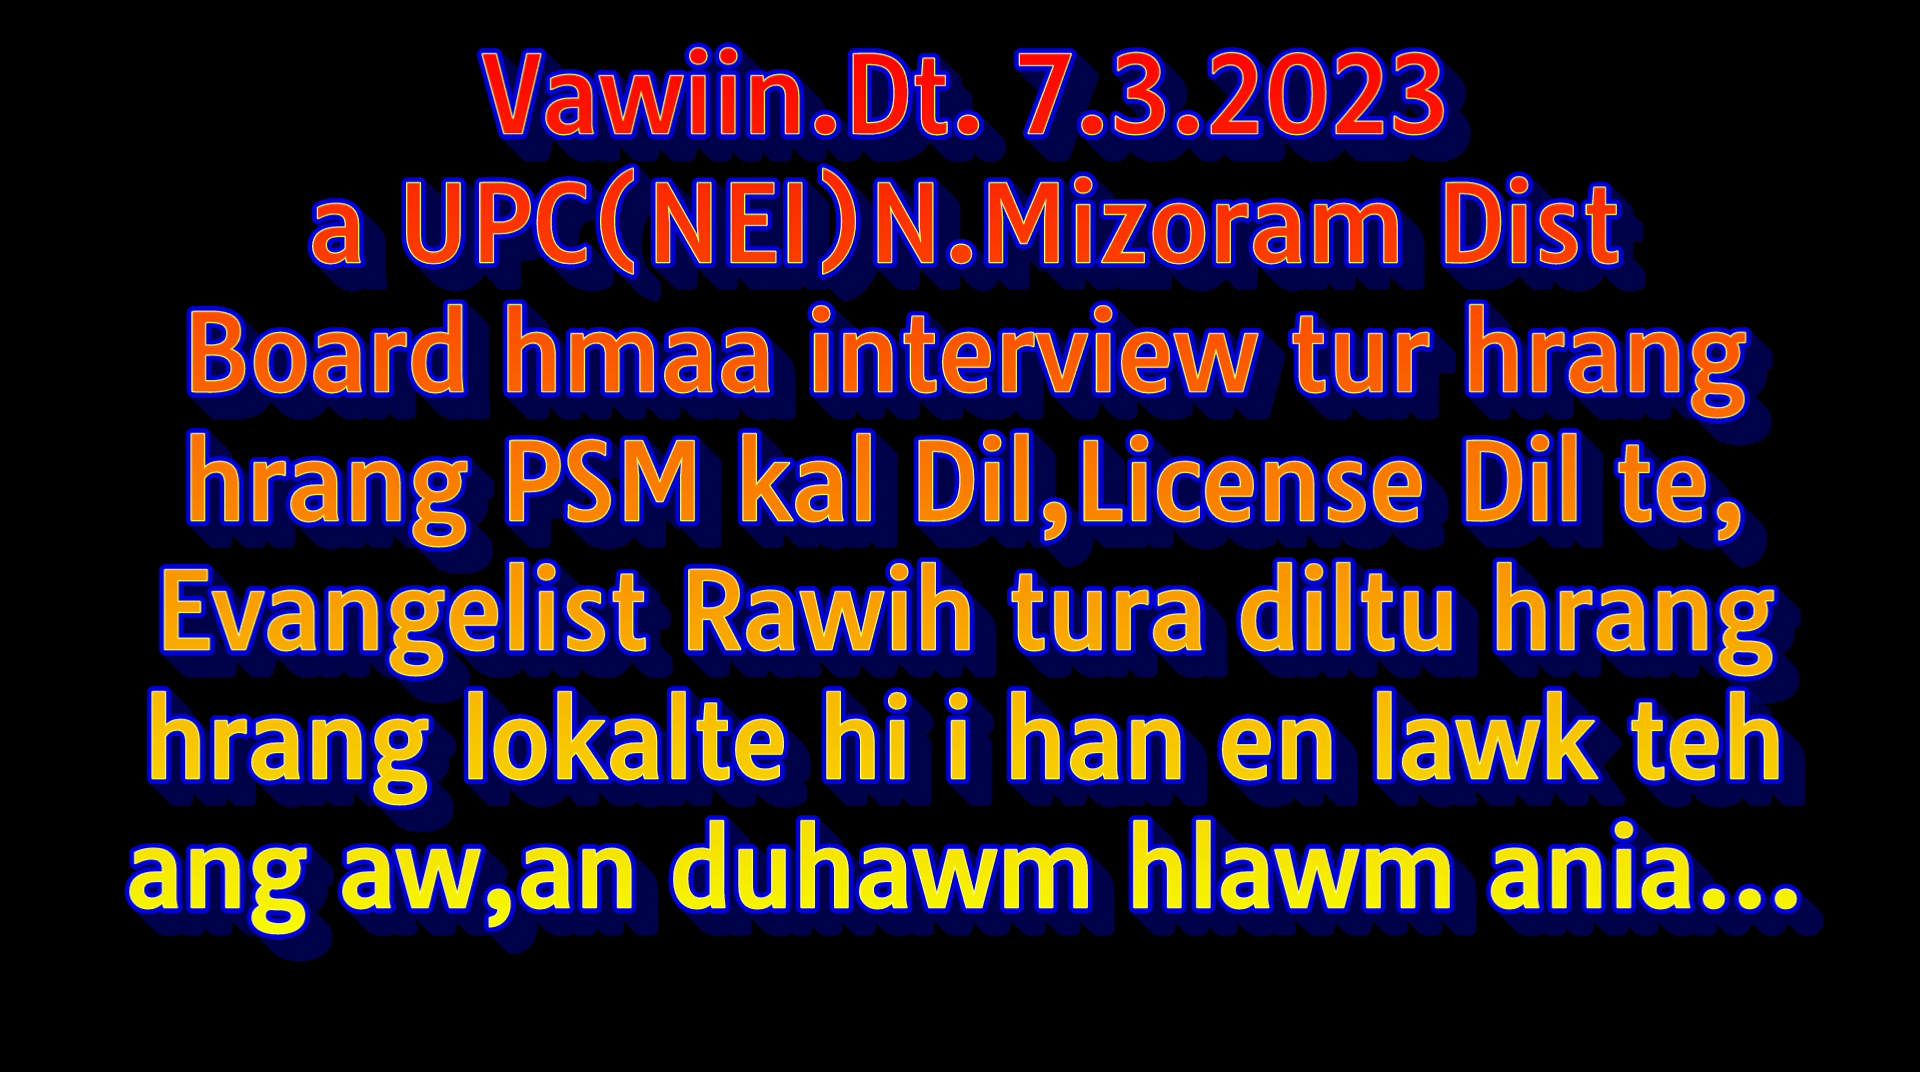 Vawiin.Dt. 7.3.2023
a UPC(NEI)N.Mizoram Dist
Board hmaa interview tur hrang
hrang PSM kal Dil,License Dil te,
Evangelist Rawih tura diltu hrang
hrang lokalte hi i han en lawk teh
ang aw,an duhawm hlawm ania...